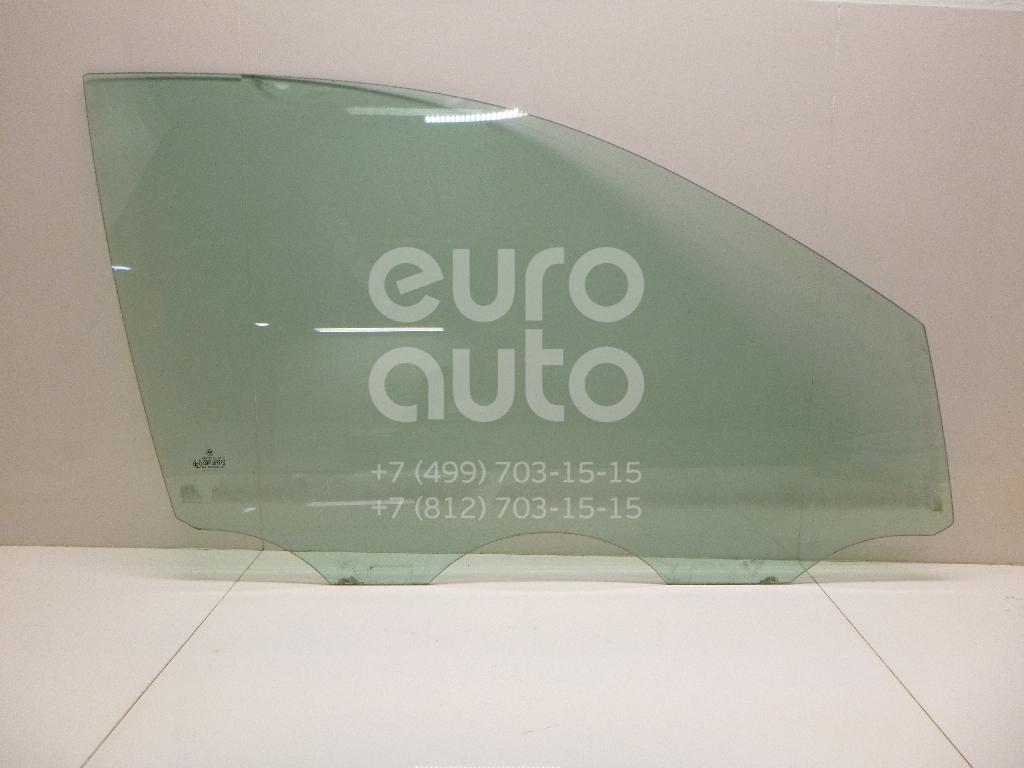 euro
auto
+7 (499) 703-15-15
+7 (812) 703-15-15